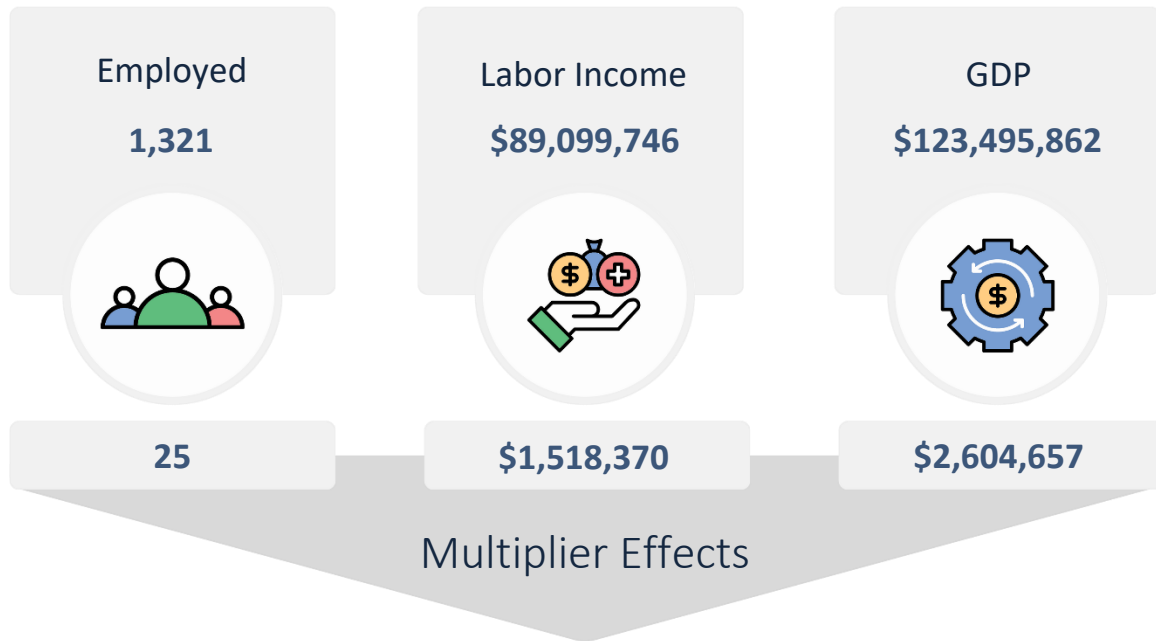 Employed
1,321
Labor Income
$89,099,746
GDP
$123,495,862
25
$1,518,370
$2,604,657
Multiplier Effects